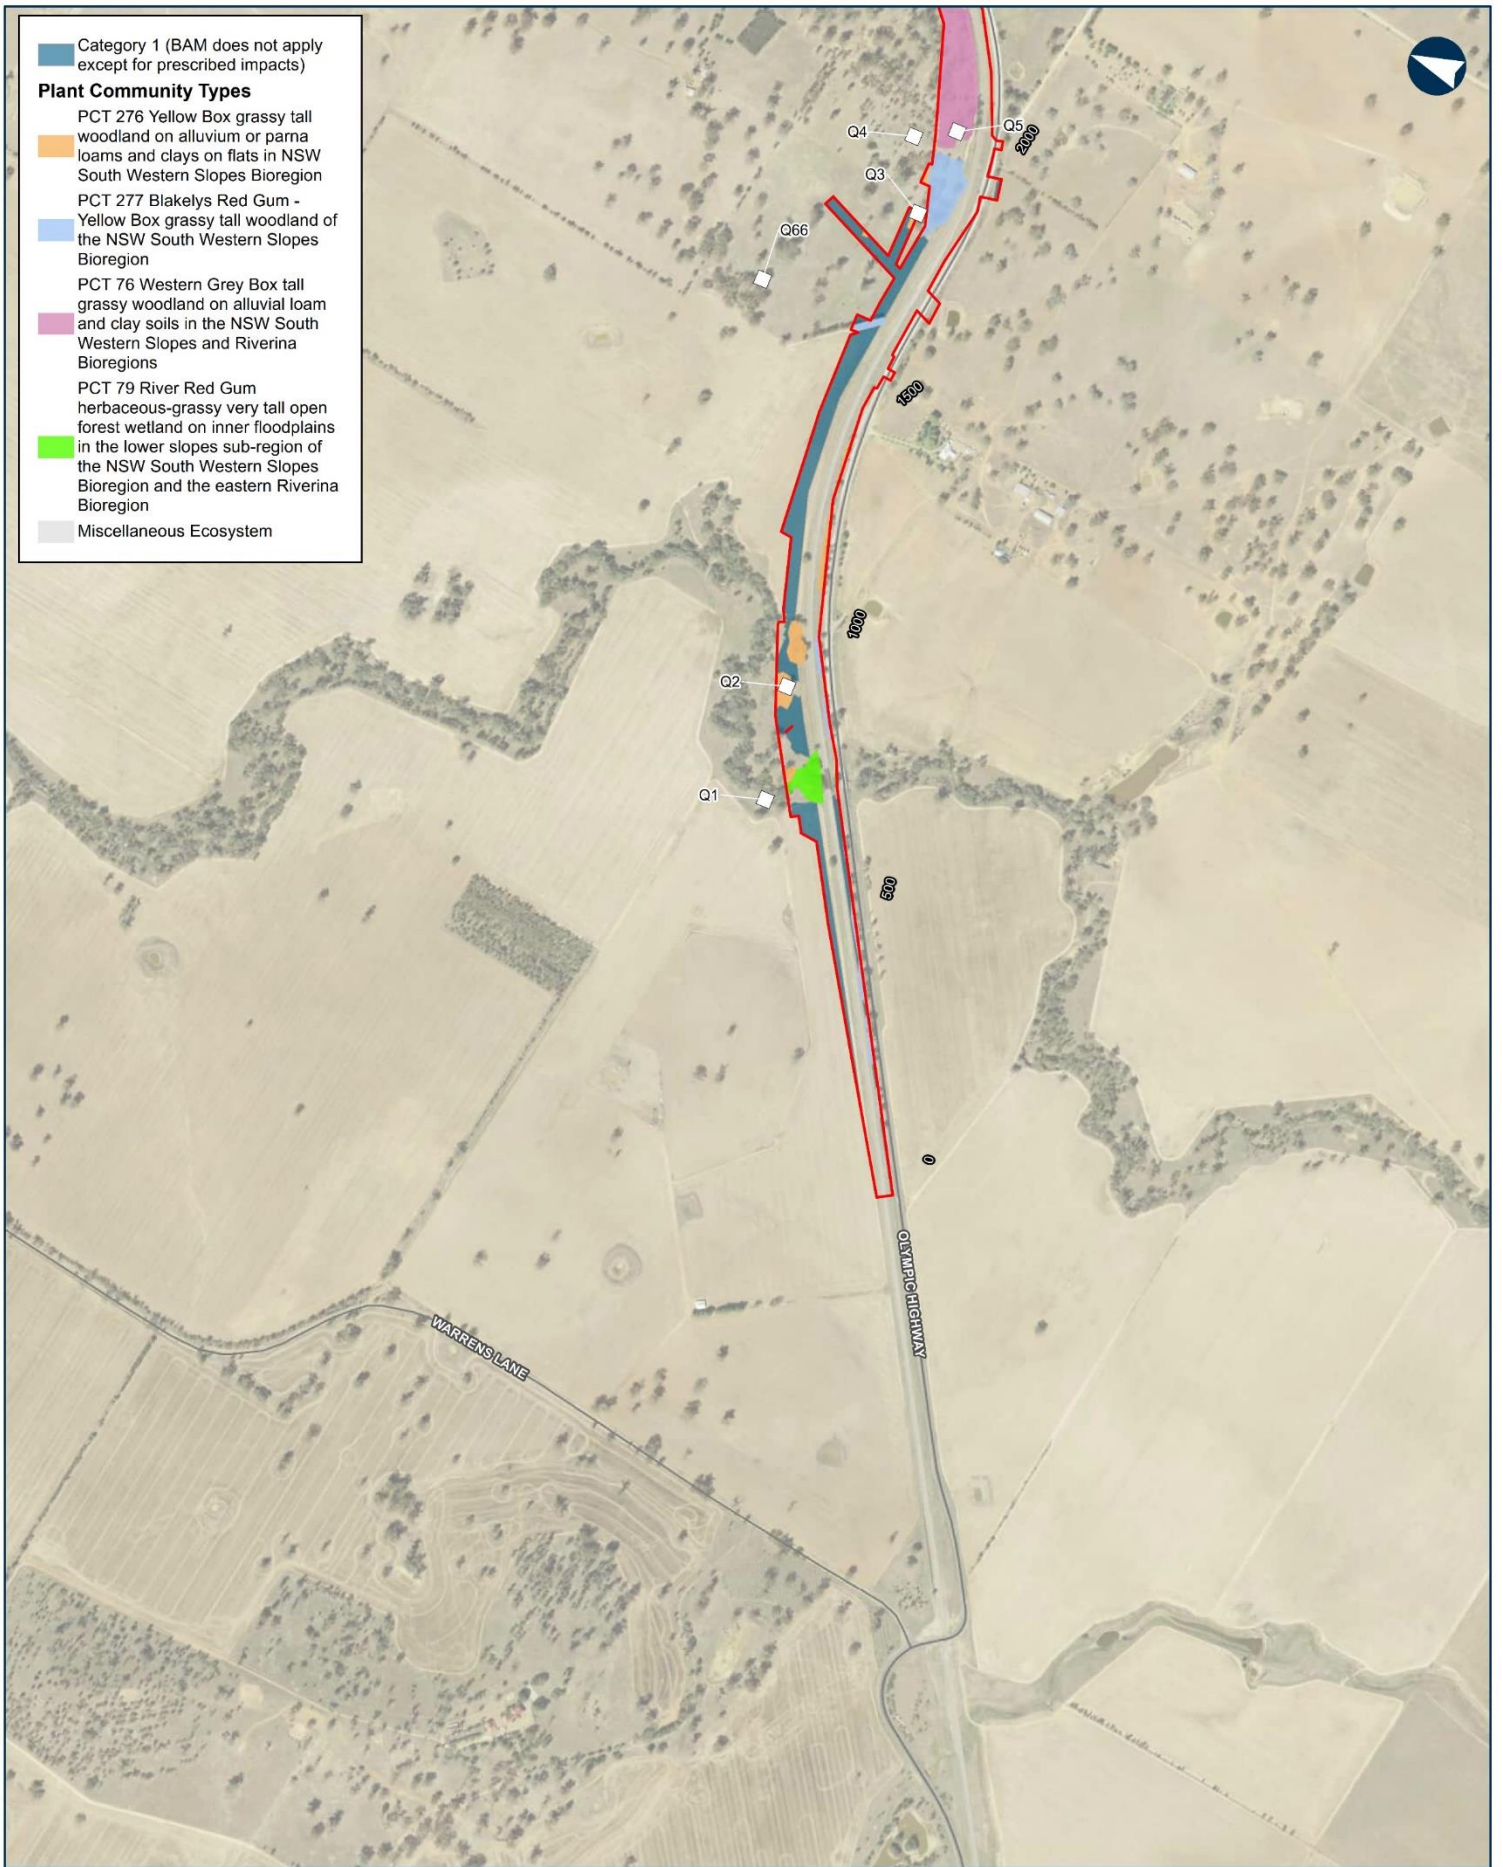 Category 1 (BAM does not apply
except for prescribed impacts)
Plant Community Types
PCT 276 Yellow Box grassy tall
woodland on alluvium or parna
loams and clays on flats in NSW
South Western Slopes Bioregion
PCT 277 Blakelys Red Gum -
Yellow Box grassy tall woodland of
the NSW South Western Slopes
Bioregion
PCT 76 Western Grey Box tall
grassy woodland on alluvial loam
and clay soils in the NSW South
Western Slopes and Riverina
Bioregions
PCT 79 River Red Gum
herbaceous-grassy very tall open
forest wetland on inner floodplains
in the lower slopes sub-region of
the NSW South Western Slopes
Bioregion and the eastern Riverina
Bioregion
Miscellaneous Ecosystem
Q4
Q5
2000
Q3
Q66
1500
1000
Q2
Q1
500
0
OLYMPIC HIGHWAY
WARRENS LANE